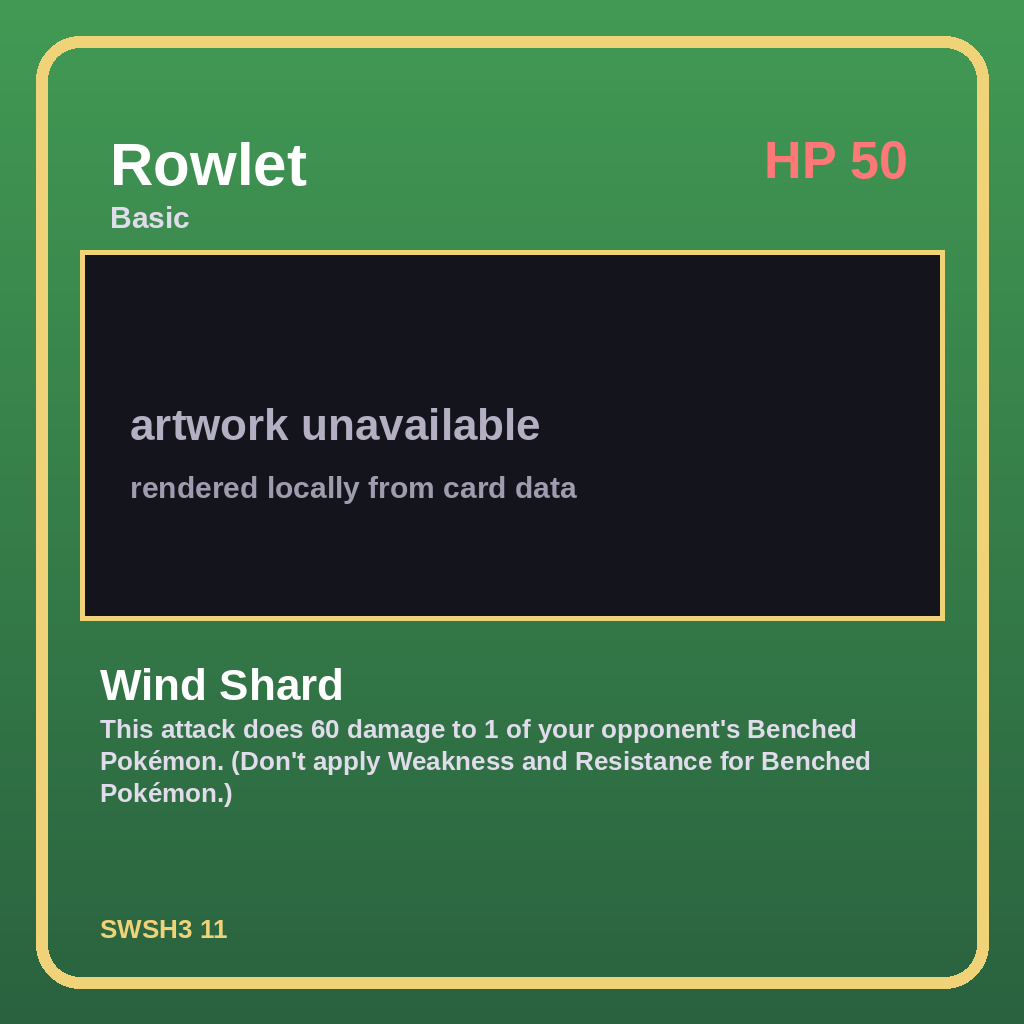 Rowlet
HP 50
Basic
artwork unavailable
rendered locally from card data
Wind Shard
This attack does 60 damage to 1 of your opponent's Benched
Pokémon. (Don't apply Weakness and Resistance for Benched
Pokémon.)
SWSH3 11